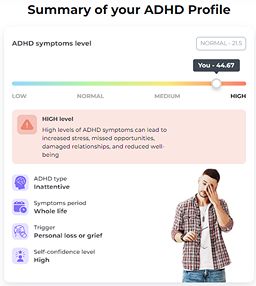 Summary of your ADHD Profile
ADHD symptoms level
NORMAL - 21.5
You - 44.67
LOW
NORMAL
MEDIUM
HIGH
HIGH level
High levels of ADHD symptoms can lead to
increased stress, missed opportunities,
damaged relationships, and reduced well-
being
ADHD type
Inattentive
Symptoms period
Whole life
Trigger
Personal loss or grief
Self-confidence level
High